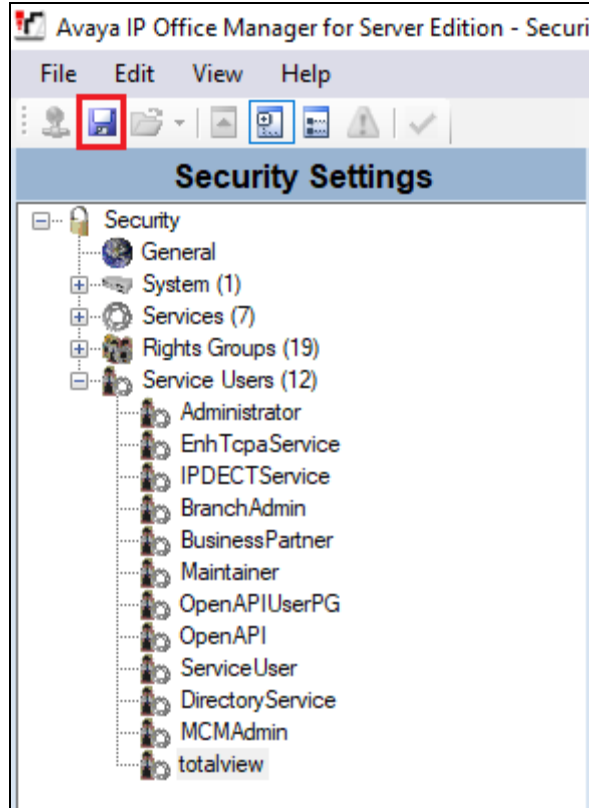 Avaya IP Office Manager for Server Edition - Securi
File Edit View Help
Security Settings
Security
General
System (1)
Services (7)
Rights Groups (19)
Service Users (12)
Administrator
EnhTcpaService
IPDECTService
BranchAdmin
BusinessPartner
Maintainer
OpenAPIUserPG
OpenAPI
ServiceUser
DirectoryService
MCMAdmin
totalview